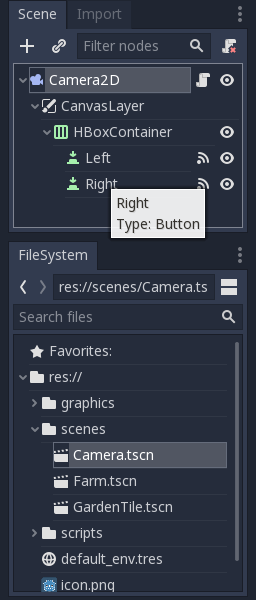 Scene Import
Filter nodes
Camera2D
CanvasLayer
HBoxContainer
Left
Right
Right
Type: Button
FileSystem
res://scenes/Camera.ts
Search files
Favorites:
res://
graphics
scenes
Camera.tscn
Farm.tscn
GardenTile.tscn
scripts
default_env.tres
icon.png